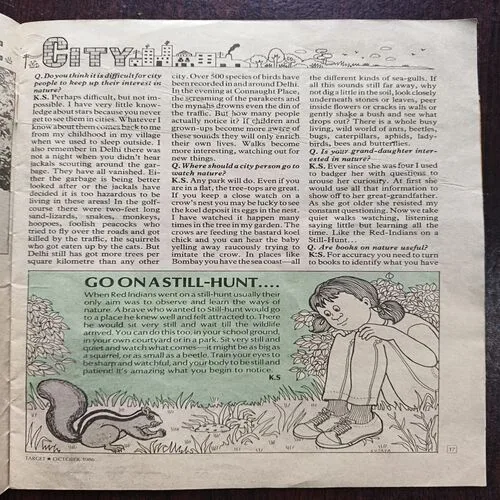 CITY
Q. Do you think it is difficult for city
people to keep up their interest in
nature?
K.S. Perhaps difficult, but not im-
possible. I have very little know-
ledge about stars because you never
get to see them in cities. Whatever I
know about them comes back to me
from my childhood in my village
when we used to sleep outside. I
also remember in Delhi there was
not a night when you didn't hear
jackals scouring around the gar-
bage. They have all vanished. Ei-
ther the garbage is being better
looked after or the jackals have
decided it is too hazardous to be
living in these areas! In the golf-
course there were two-feet long
sand-lizards, snakes, monkeys,
hoopoes, foolish peacocks who
tried to fly over the roads and got
killed by the traffic, the squirrels
who got eaten up by the cats. But
Delhi still has got more trees per
square kilometre than any other
city. Over 500 species of birds have
been recorded in and around Delhi.
In the evening at Connaught Place,
the screaming of the parakeets and
the mynahs drowns even the din of
the traffic. But how many people
actually notice it? If children and
grown-ups become more aware of
these sounds they will enrich
their own lives. Walks become
more interesting, watching out for
new things.
Q. Where should a city person go to
watch nature?
K.S. Any park will do. Even if you
are in a flat, the tree-tops are great.
If you keep a close watch on a
crow's nest you may be lucky to see
the koel deposit its eggs in the nest.
I have watched it happen many
times in the tree in my garden. The
crows are feeding the bastard koel
chick and you can hear the baby
yelling away raucously trying to
imitate the crow. In places like
Bombay you have the sea coast—all
the different kinds of sea-gulls. If
all this sounds still far away, why
not dig a little in the soil, look closely
underneath stones or leaves, peer
inside flowers or cracks in walls or
gently shake a bush and see what
drops out? There is a whole busy,
living, wild world of ants, beetles,
bugs, caterpillars, aphids, lady-
birds, bees and butterflies.
Q. Is your grand-daughter inter-
ested in nature?
K.S. Ever since she was four I used
to badger her with questions to
arouse her curiosity. At first she
would use all that information to
show off to her great-grandfather.
As she got older she resisted my
constant questioning. Now we take
quiet walks watching, listening
saying little but learning all the
time. Like the Red-Indians on a
Still-Hunt...
Q. Are books on nature useful?
K.S. For accuracy you need to turn
to books to identify what you have
GO ON A STILL-HUNT....
When Red Indians went on a still-hunt usually their
only aim was to observe and learn the ways of
nature. A brave who wanted to Still-hunt would go
to a place he knew well and felt attracted to. There
he would sit very still and wait till the wildlife
arrived. You can do this too, in your school ground,
in your own courtyard or in a park. Sit very still and
quiet and watch what comes—it might be as big as
a squirrel, or as small as a beetle. Train your eyes to
be sharp and watchful, and your body to be still and
patient! It's amazing what you begin to notice.
K.S
TARGET ★ OCTOBER 1986
17